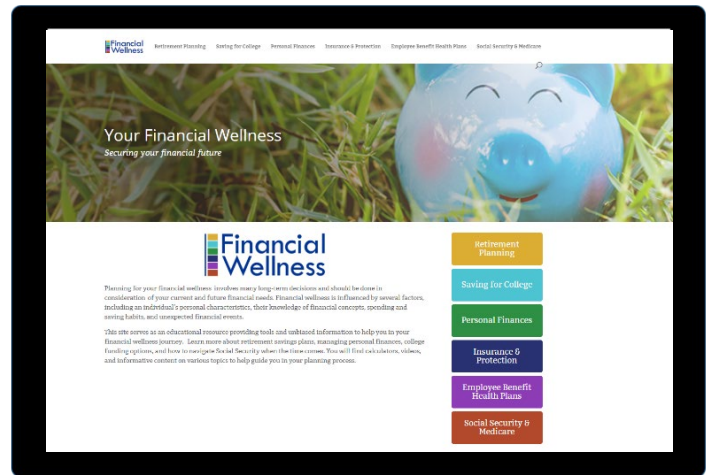 Financial
Wellness
Retirement Planning Saving for College Personal Finances Insurance & Protection Employee Benefit Health Plans Social Security & Medicare
Your Financial Wellness
Securing your financial future
Financial
Wellness
Planning for your financial wellness involves many long-term decisions and should be done in
consideration of your current and future financial needs. Financial wellness is influenced by several factors,
including an individual's personal characteristics, their knowledge of financial concepts, spending and
saving habits, and unexpected financial events.
This site serves as an educational resource providing tools and unbiased information to help you in your
financial wellness journey. Learn more about retirement savings plans, managing personal finances, college
funding options, and how to navigate Social Security when the time comes. You will find calculators, videos,
and informative content on various topics to help guide you in your planning process.
Retirement
Planning
Saving for College
Personal Finances
Insurance &
Protection
Employee Benefit
Health Plans
Social Security &
Medicare